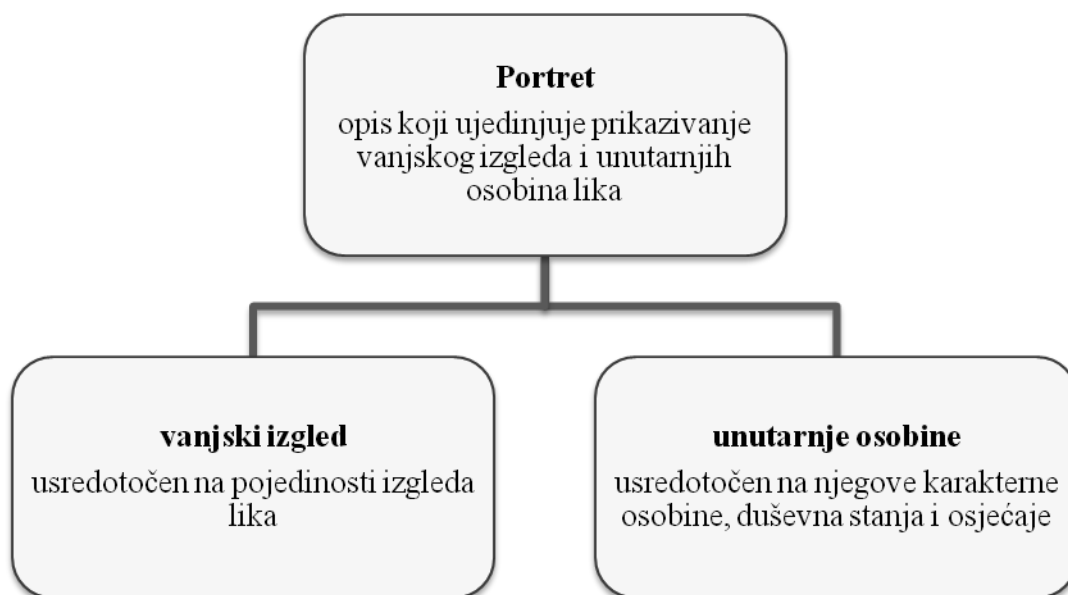 Portret
opis koji ujedinjuje prikazivanje
vanjskog izgleda i unutarnjih
osobina lika
vanjski izgled
usredotočen na pojedinosti izgleda
lika
unutarnje osobine
usredotočen na njegove karakterne
osobine, duševna stanja i osjećaje